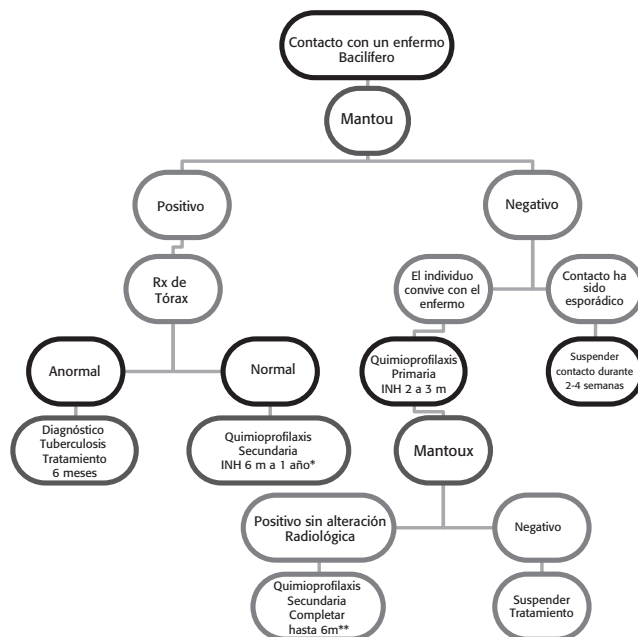 Contacto con un enfermo
Bacilífero
Mantou
Positivo
Negativo
Rx de
Tórax
El individuo
convive con el
enfermo
Contacto ha
sido
esporádico
Anormal
Normal
Quimioprofilaxis
Primaria
INH 2 a 3 m
Suspender
contacto durante
2-4 semanas
Diagnóstico
Tuberculosis
Tratamiento
6 meses
Quimioprofilaxis
Secundaria
INH 6 m a 1 año*
Mantoux
Positivo sin alteración
Radiológica
Negativo
Quimioprofilaxis
Secundaria
Completar
hasta 6m**
Suspender
Tratamiento